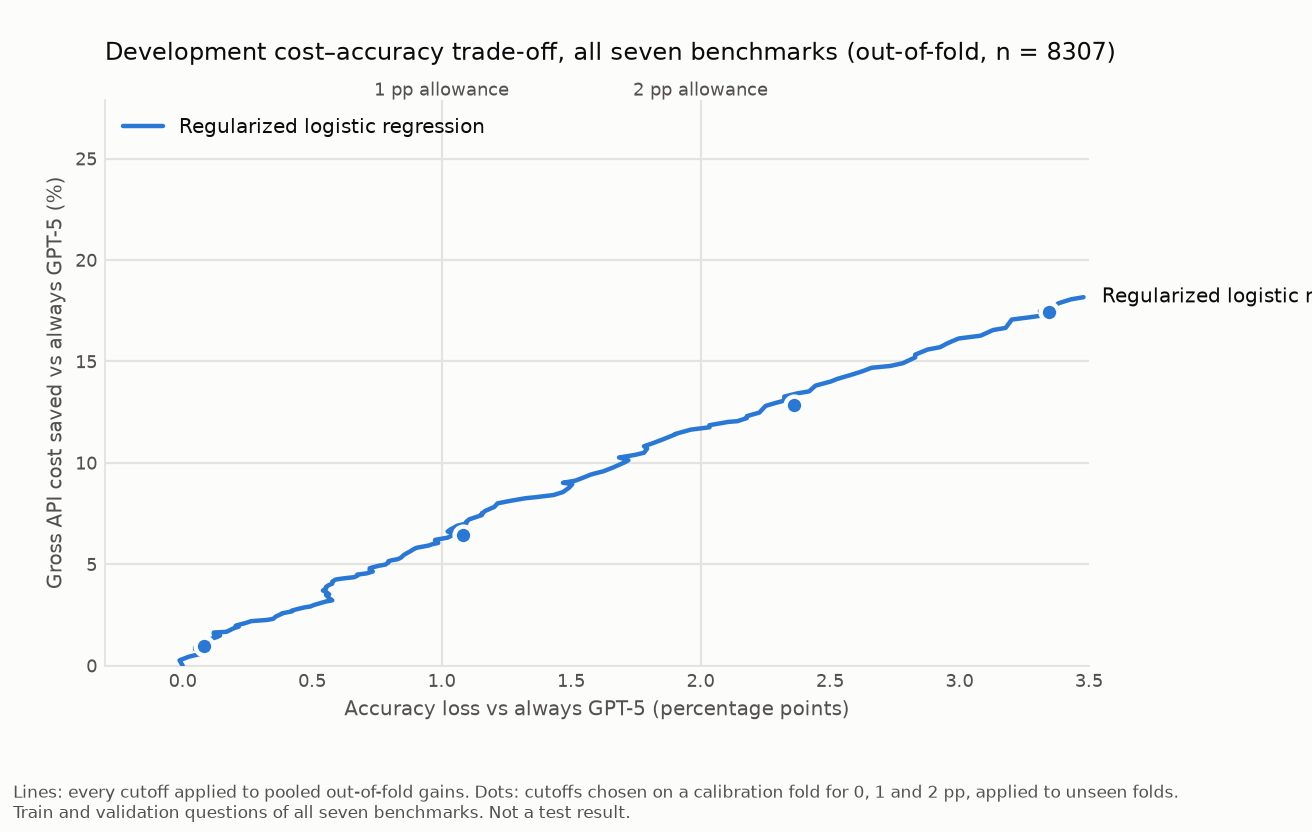 Development cost–accuracy trade-off, all seven benchmarks (out-of-fold, n = 8307)
1 pp allowance 2 pp allowance
Regularized logistic regression
25
20
15
10
5
0
Gross API cost saved vs always GPT-5 (%)
Regularized logistic r
0.0 0.5 1.0 1.5 2.0 2.5 3.0 3.5
Accuracy loss vs always GPT-5 (percentage points)
Lines: every cutoff applied to pooled out-of-fold gains. Dots: cutoffs chosen on a calibration fold for 0, 1 and 2 pp, applied to unseen folds.
Train and validation questions of all seven benchmarks. Not a test result.